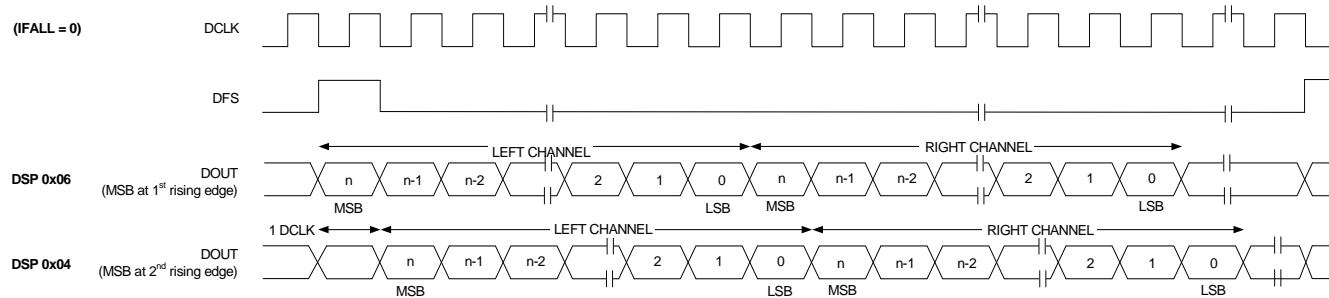 (IFALL = 0) DCLK
DFS
LEFT CHANNEL RIGHT CHANNEL
DSP 0x06 DOUT n n-1 n-2 2 1 0 n n-1 n-2 2 1 0
(MSB at 1st rising edge)
MSB LSB MSB LSB
1 DCLK LEFT CHANNEL RIGHT CHANNEL
DSP 0x04 DOUT n n-1 n-2 2 1 0 n n-1 n-2 2 1 0
(MSB at 2nd rising edge)
MSB LSB MSB LSB